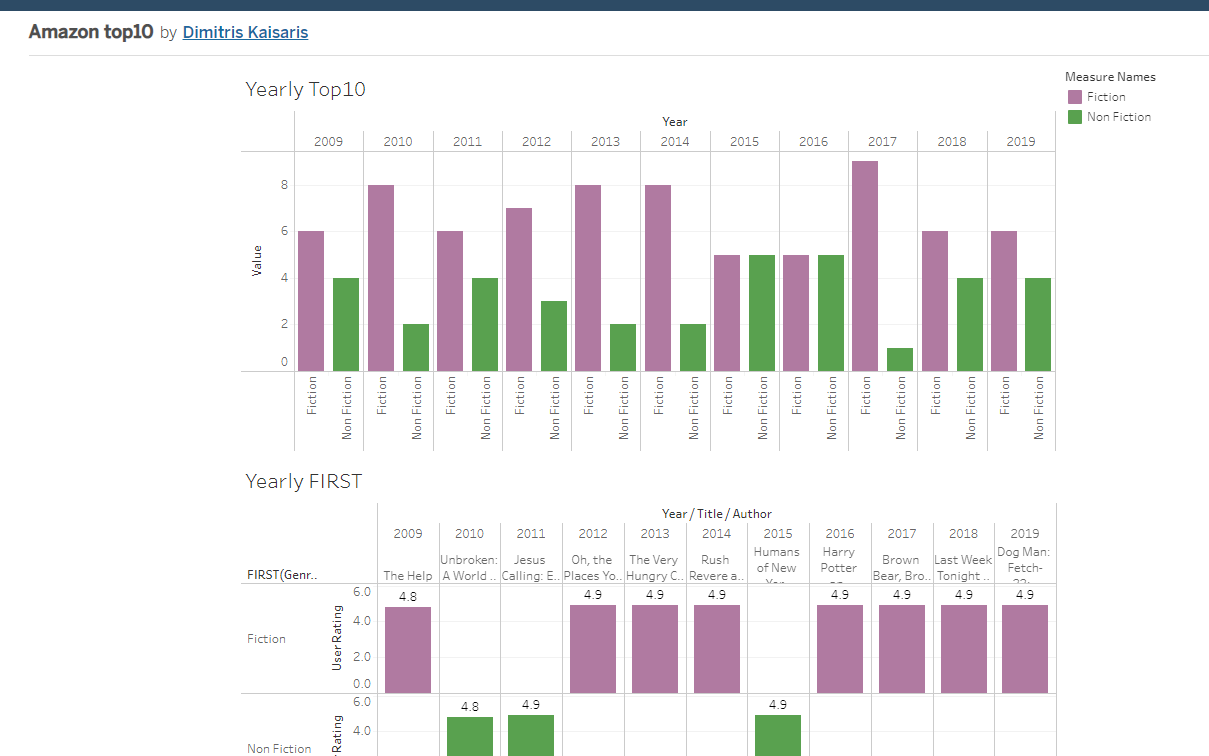 Amazon top10 by Dimitris Kaisaris
Yearly Top10
Measure Names
Fiction
Non Fiction
Year
2009 2010 2011 2012 2013 2014 2015 2016 2017 2018 2019
Value
8
6
4
2
0
Fiction Non Fiction Fiction Non Fiction Fiction Non Fiction Fiction Non Fiction Fiction Non Fiction Fiction Non Fiction Fiction Non Fiction Fiction Non Fiction Fiction Non Fiction Fiction Non Fiction Fiction Non Fiction
Yearly FIRST
Year / Title / Author
2009 2010 2011 2012 2013 2014 2015 2016 2017 2018 2019
FIRST(Genr..
The Help
Unbroken:
A World ..
Jesus
Calling: E..
Oh, the
Places Yo..
The Very
Hungry C..
Rush
Revere a..
Humans
of New
Harry
Potter
Brown
Bear, Bro..
Last Week
Tonight ..
Dog Man:
Fetch-
Fiction
User Rating
6.0
4.0
2.0
0.0
4.8 4.9 4.9 4.9 4.9 4.9 4.9 4.9
Non Fiction
Rating
6.0
4.0
4.8 4.9 4.9